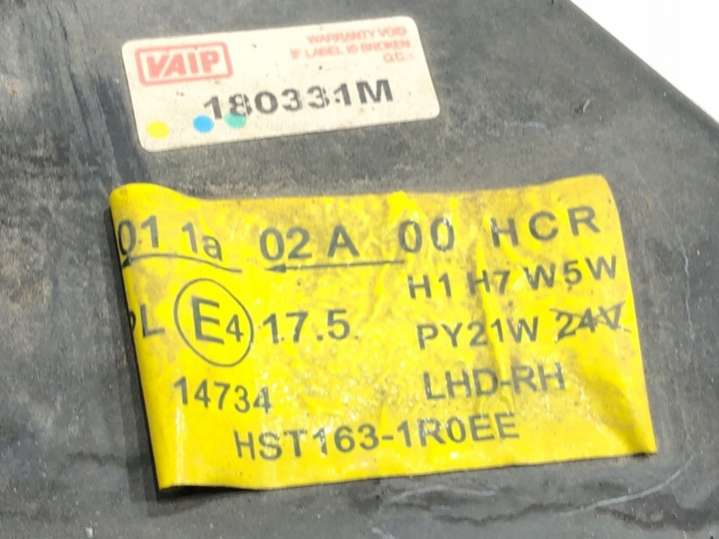 VAIP
WARRANTY VOID
IF LABEL IS BROKEN
Q.C.:
180331M
01 1a 02 A 00 HCR
H1 H7 W5W
PL E4 17.5 PY21W 24V
14734 LHD-RH
HST163-1R0EE